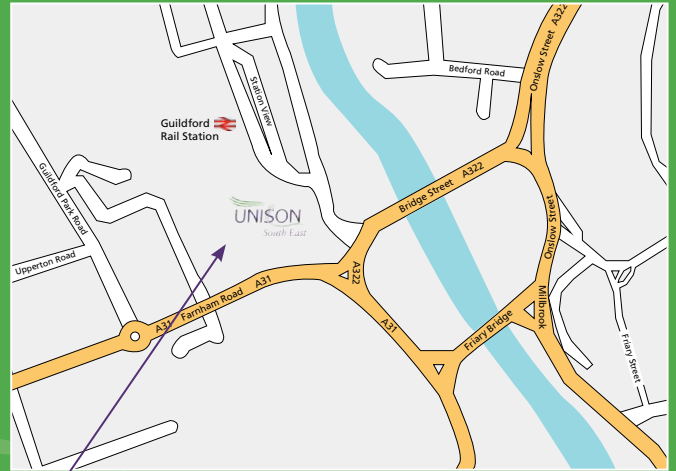 Onslow Street A322
Bedford Road
Station View
Guildford
Rail Station
Guildford Park Road
Bridge Street A322
UNISON
South East
Onslow Street
Upperton Road
A322
A31 Farnham Road A31
A31
Friary Bridge
Millbrook
Friary Street